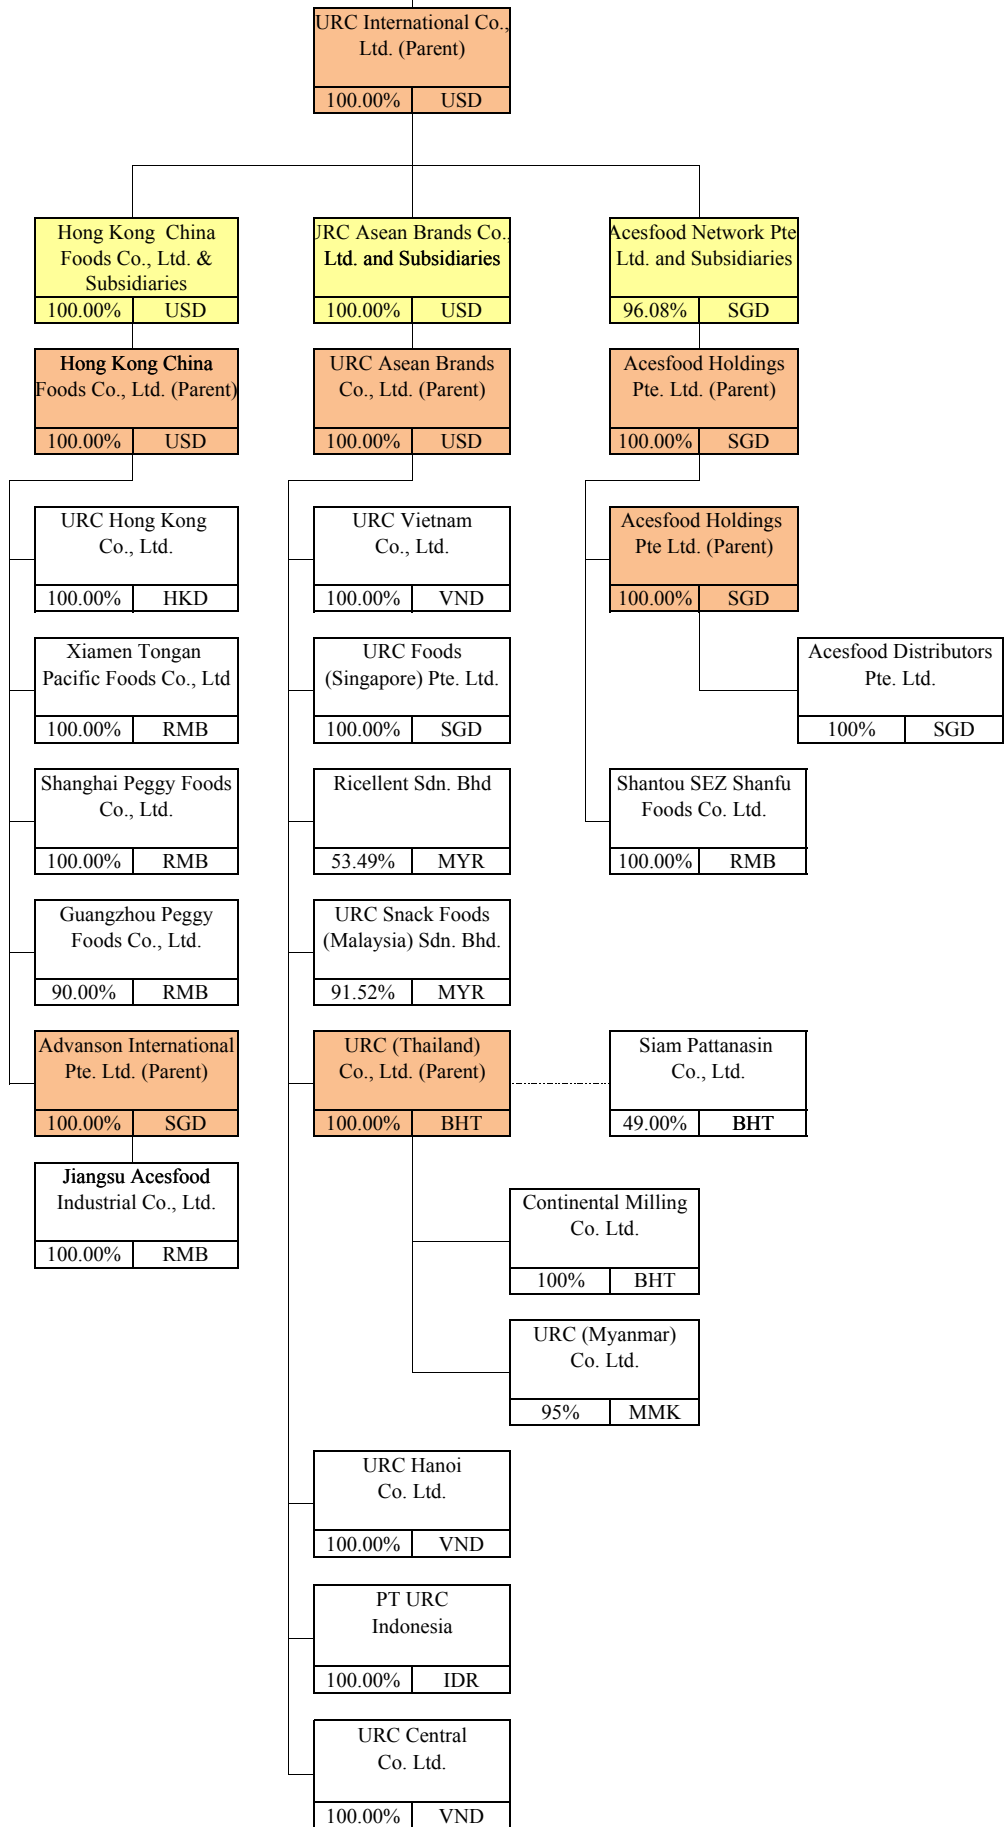 URC International Co.,
Ltd. (Parent)
100.00% USD
Hong Kong China
Foods Co., Ltd. &
Subsidiaries
100.00% USD
URC Asean Brands Co.,
Ltd. and Subsidiaries
100.00% USD
Acesfood Network Pte
Ltd. and Subsidiaries
96.08% SGD
Hong Kong China
Foods Co., Ltd. (Parent)
100.00% USD
URC Asean Brands
Co., Ltd. (Parent)
100.00% USD
Acesfood Holdings
Pte. Ltd. (Parent)
100.00% SGD
URC Hong Kong
Co., Ltd.
100.00% HKD
URC Vietnam
Co., Ltd.
100.00% VND
Acesfood Holdings
Pte Ltd. (Parent)
100.00% SGD
Xiamen Tongan
Pacific Foods Co., Ltd
100.00% RMB
URC Foods
(Singapore) Pte. Ltd.
100.00% SGD
Acesfood Distributors
Pte. Ltd.
100% SGD
Shanghai Peggy Foods
Co., Ltd.
100.00% RMB
Ricellent Sdn. Bhd
53.49% MYR
Shantou SEZ Shanfu
Foods Co. Ltd.
100.00% RMB
Guangzhou Peggy
Foods Co., Ltd.
90.00% RMB
URC Snack Foods
(Malaysia) Sdn. Bhd.
91.52% MYR
Advanson International
Pte. Ltd. (Parent)
100.00% SGD
URC (Thailand)
Co., Ltd. (Parent)
100.00% BHT
Siam Pattanasin
Co., Ltd.
49.00% BHT
Jiangsu Acesfood
Industrial Co., Ltd.
100.00% RMB
Continental Milling
Co. Ltd.
100% BHT
URC (Myanmar)
Co. Ltd.
95% MMK
URC Hanoi
Co. Ltd.
100.00% VND
PT URC
Indonesia
100.00% IDR
URC Central
Co. Ltd.
100.00% VND